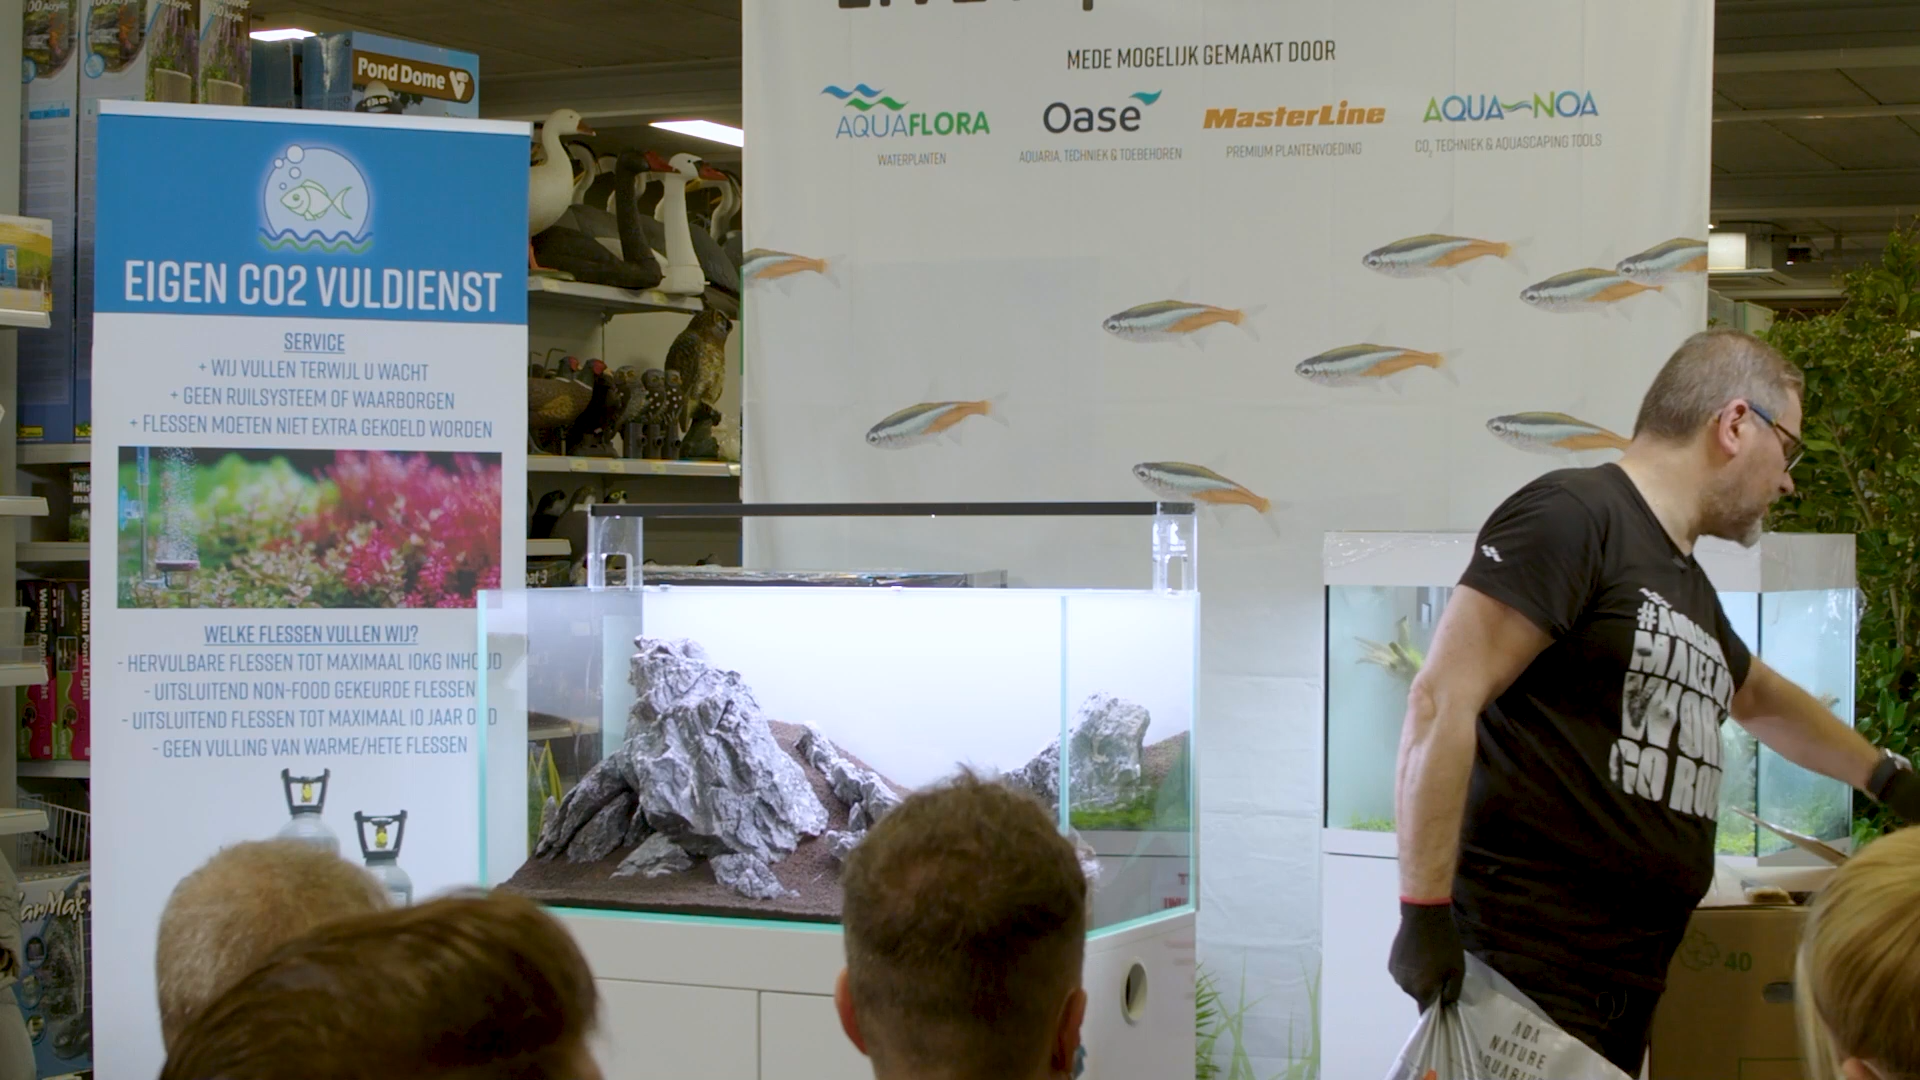 Pond Dome
MEDE MOGELIJK GEMAAKT DOOR
AQUAFLORA
WATERPLANTEN
Oase
AQUARIA, TECHNIEK & TOEBEHOREN
MasterLine
PREMIUM PLANTENVOEDING
AQUA NOA
CO2 TECHNIEK & AQUASCAPING TOOLS
EIGEN CO2 VULDIENST
SERVICE
+ WIJ VULLEN TERWIJL U WACHT
+ GEEN RUILSYSTEEM OF WAARBORGEN
+ FLESSEN MOETEN NIET EXTRA GEKOELD WORDEN
WELKE FLESSEN VULLEN WIJ?
- HERVULBARE FLESSEN TOT MAXIMAAL 10KG INHOUD
- UITSLUITEND NON-FOOD GEKEURDE FLESSEN
- UITSLUITEND FLESSEN TOT MAXIMAAL 10 JAAR OUD
- GEEN VULLING VAN WARME/HETE FLESSEN
GO
40
ADA
NATURE